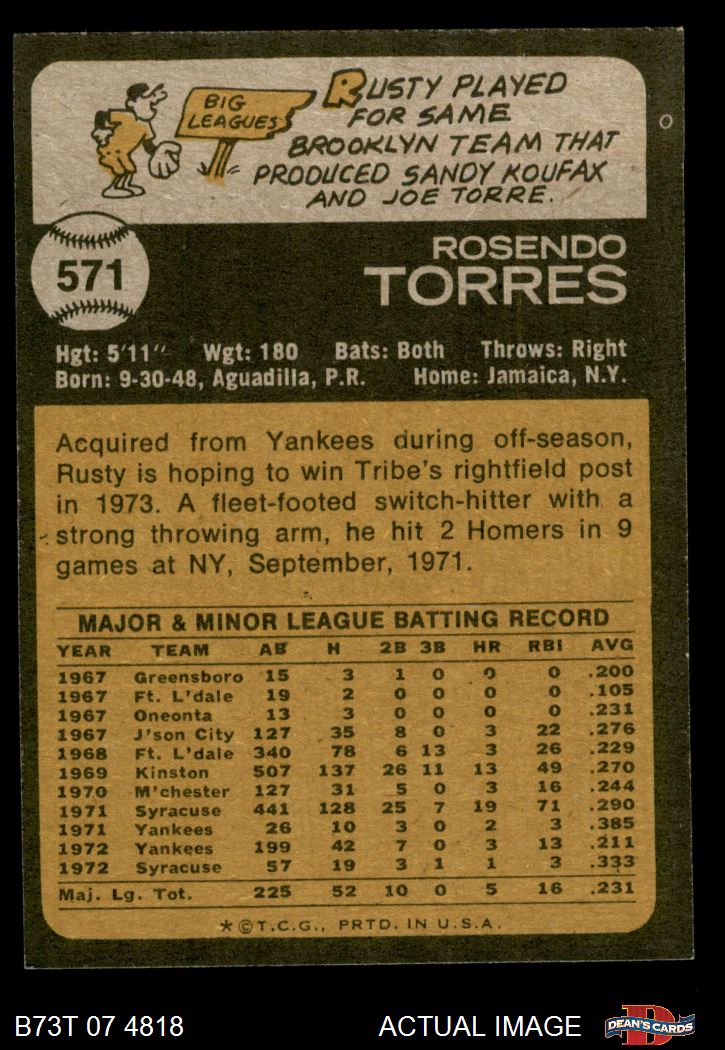 BIG
LEAGUES
RUSTY PLAYED
FOR SAME
BROOKLYN TEAM THAT
PRODUCED SANDY KOUFAX
AND JOE TORRE.
571
ROSENDO
TORRES
Hgt: 5'11" Wgt: 180 Bats: Both Throws: Right
Born: 9-30-48, Aguadilla, P.R. Home: Jamaica, N.Y.
Acquired from Yankees during off-season,
Rusty is hoping to win Tribe's rightfield post
in 1973. A fleet-footed switch-hitter with a
strong throwing arm, he hit 2 Homers in 9
games at NY, September, 1971.
MAJOR & MINOR LEAGUE BATTING RECORD
YEAR TEAM AB H 2B 3B HR RBI AVG
1967 Greensboro 15 3 1 0 0 0 .200
1967 Ft. L'dale 19 2 0 0 0 0 .105
1967 Oneonta 13 3 0 0 0 0 .231
1967 J'son City 127 35 8 0 3 22 .276
1968 Ft. L'dale 340 78 6 13 3 26 .229
1969 Kinston 507 137 26 11 13 49 .270
1970 M'chester 127 31 5 0 3 16 .244
1971 Syracuse 441 128 25 7 19 71 .290
1971 Yankees 26 10 3 0 2 3 .385
1972 Yankees 199 42 7 0 3 13 .211
1972 Syracuse 57 19 3 1 1 3 .333
Maj. Lg. Tot. 225 52 10 0 5 16 .231
*©T.C.G., PRTD. IN U.S.A.
B73T 07 4818 ACTUAL IMAGE
D
DEAN'S CARDS